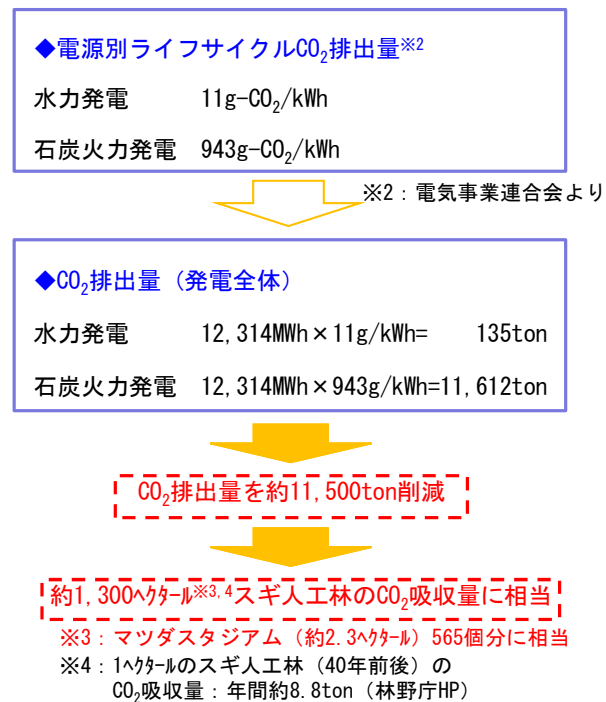 ◆電源別ライフサイクルCO₂排出量※2
水力発電 11g-CO₂/kWh
石炭火力発電 943g-CO₂/kWh
※2：電気事業連合会より
◆CO₂排出量（発電全体）
水力発電 12,314MWh×11g/kWh= 135ton
石炭火力発電 12,314MWh×943g/kWh=11,612ton
CO₂排出量を約11,500ton削減
約1,300ﾍｸﾀｰﾙ※3,4スギ人工林のCO₂吸収量に相当
※3：マツダスタジアム（約2.3ﾍｸﾀｰﾙ）565個分に相当
※4：1ﾍｸﾀｰﾙのスギ人工林（40年前後）の
CO₂吸収量：年間約8.8ton（林野庁HP）